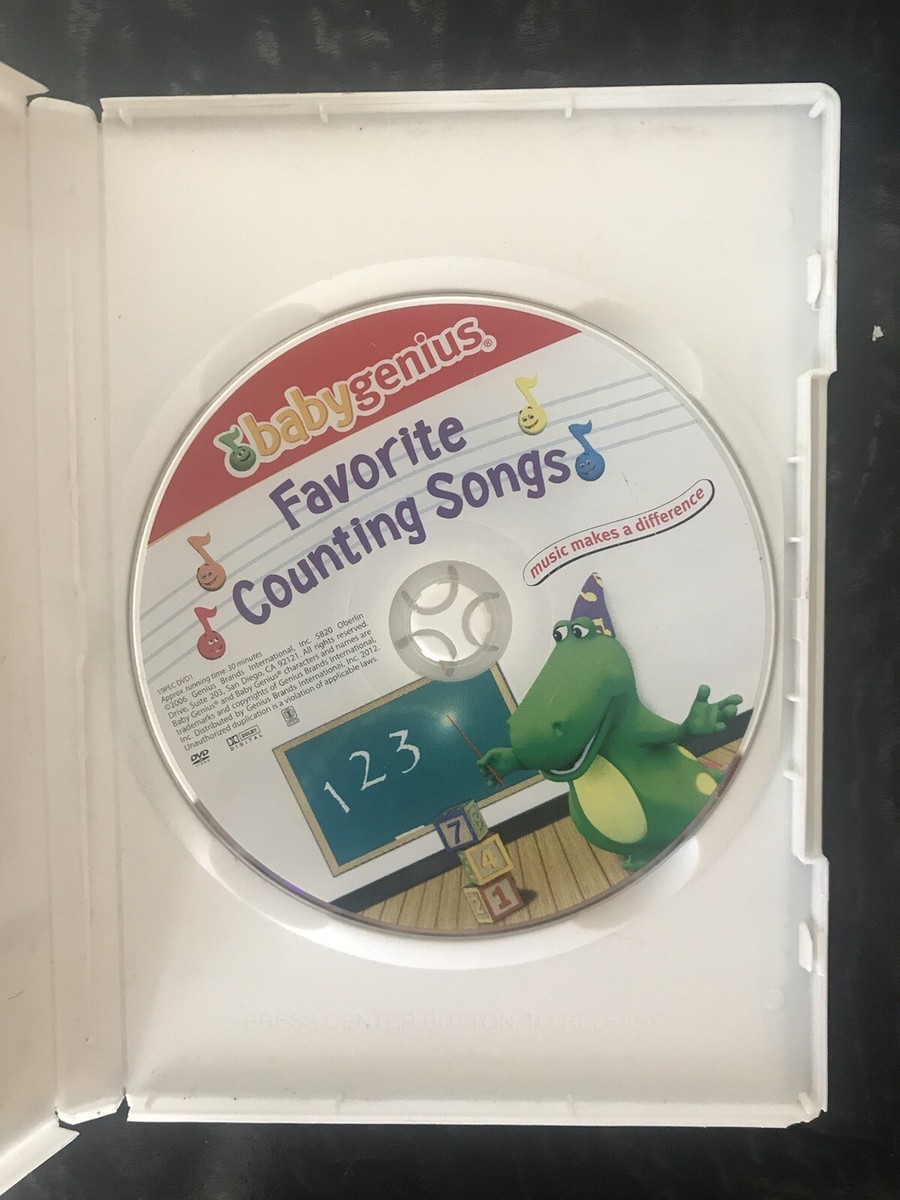 babygenius®
Favorite
Counting Songs
music makes a difference
19PEC DVD1
Approx running time: 30 minutes
©2006 Genius Brands International, Inc. 5820 Oberlin
Drive, Suite 203, San Diego, CA 92121. All rights reserved.
Baby Genius® and Baby Genius® characters and names are
trademarks and copyrights of Genius Brands International,
Inc. Distributed by Genius Brands International, Inc. 2012.
Unauthorized duplication is a violation of applicable laws.
DVD
VIDEO
DOLBY
DIGITAL
1 2 3
7
4
1
PRESS CENTER BUTTON TO RELEASE